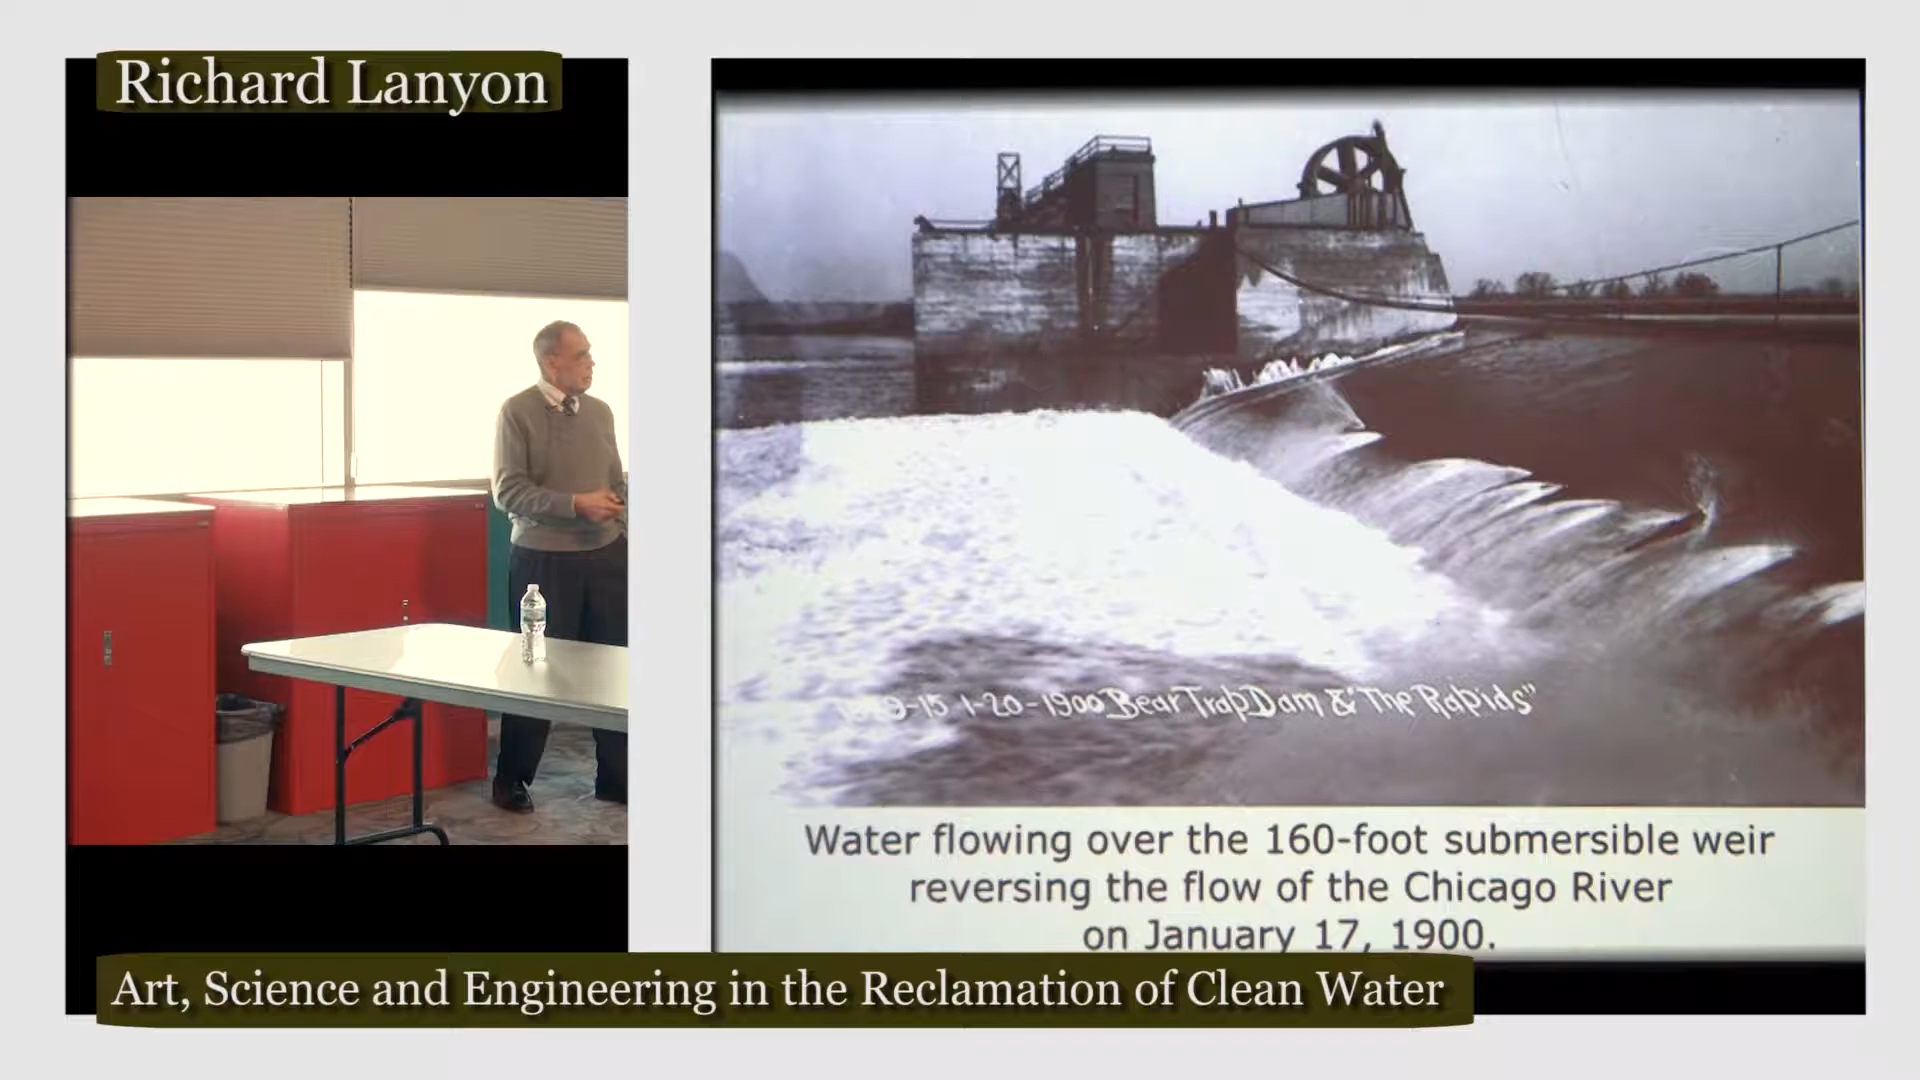 Richard Lanyon
9-15 1-20-1900 Bear Trap Dam & "The Rapids"
Water flowing over the 160-foot submersible weir
reversing the flow of the Chicago River
on January 17, 1900.
Art, Science and Engineering in the Reclamation of Clean Water